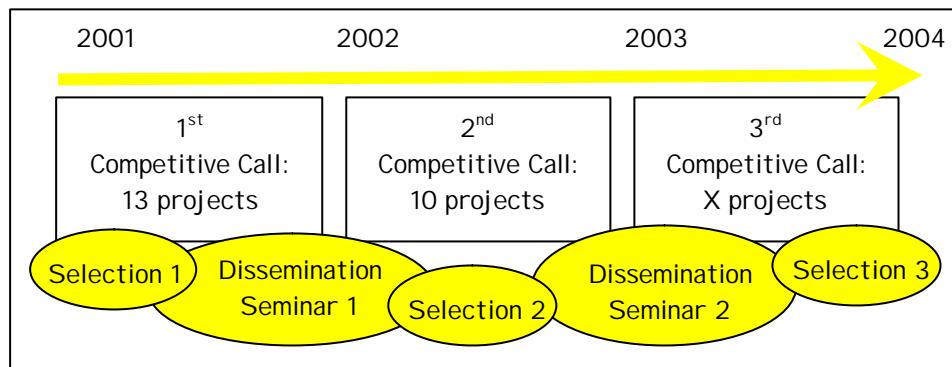 2001 2002 2003 2004
1st
Competitive Call:
13 projects
2nd
Competitive Call:
10 projects
3rd
Competitive Call:
X projects
Selection 1
Dissemination
Seminar 1
Selection 2
Dissemination
Seminar 2
Selection 3